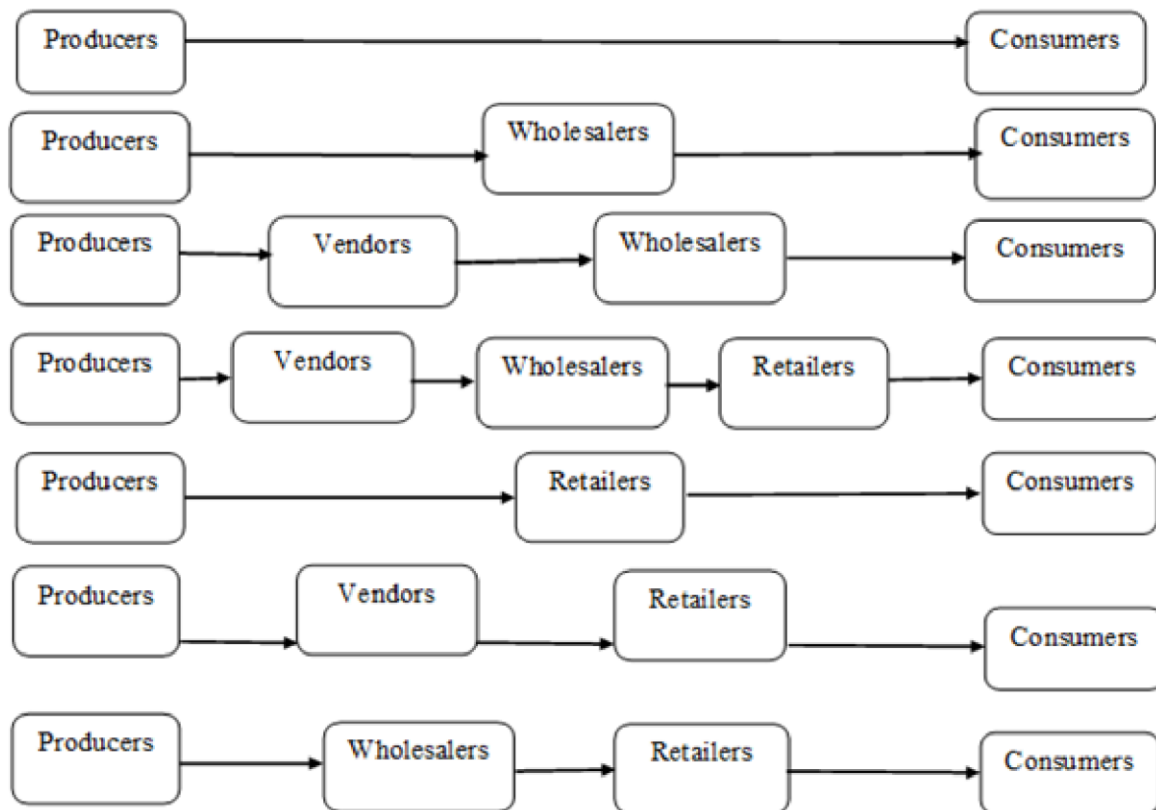 Producers Consumers
Producers Wholesalers Consumers
Producers Vendors Wholesalers Consumers
Producers Vendors Wholesalers Retailers Consumers
Producers Retailers Consumers
Producers Vendors Retailers Consumers
Producers Wholesalers Retailers Consumers